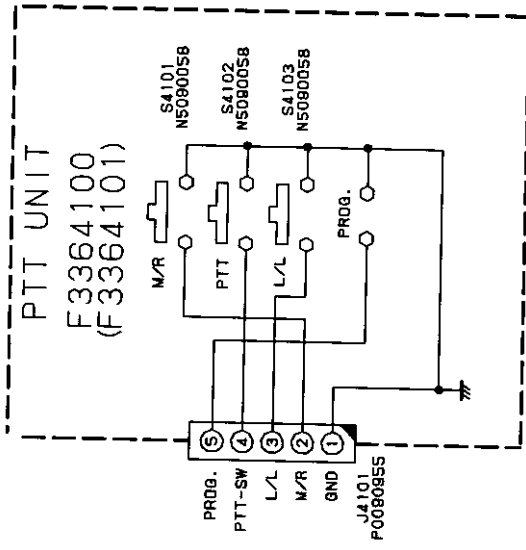 PTT UNIT
F3364100
(F3364101)
M/R
S4101
N5090058
PTT
S4102
N5090058
L/L
S4103
N5090058
PROG.
PROG.
5
PTT-SW
4
L/L
3
M/R
2
GND
1
J4101
P0090955